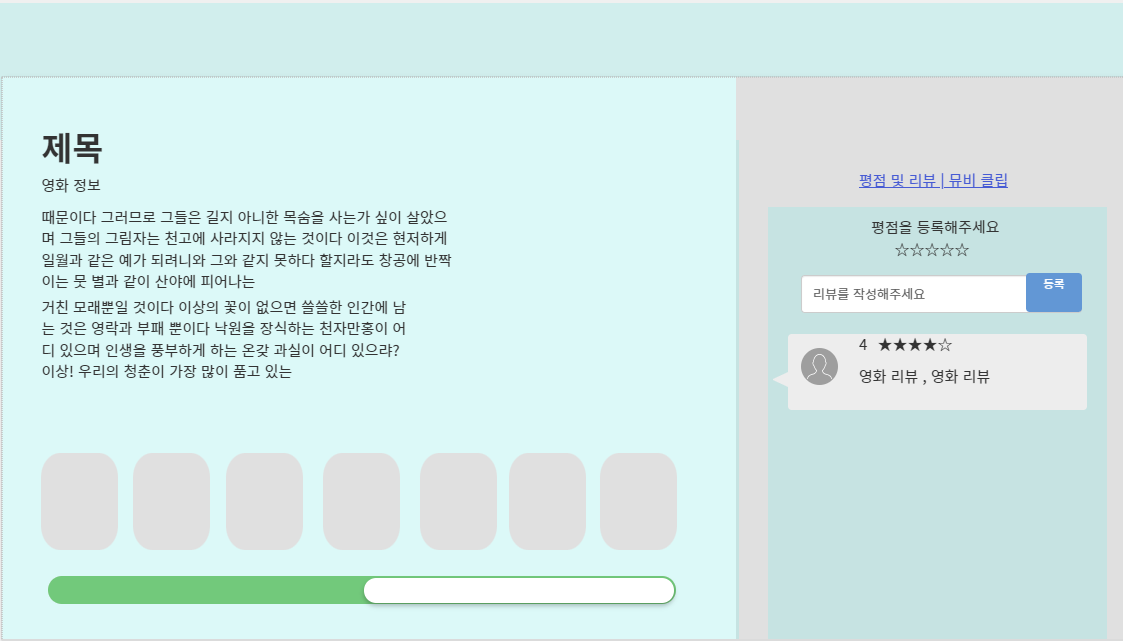 제목
영화 정보
때문이다 그러므로 그들은 길지 아니한 목숨을 사는가 싶이 살았으
며 그들의 그림자는 천고에 사라지지 않는 것이다 이것은 현저하게
일월과 같은 예가 되려니와 그와 같지 못하다 할지라도 창공에 반짝
이는 뭇 별과 같이 산야에 피어나는
거친 모래뿐일 것이다 이상의 꽃이 없으면 쓸쓸한 인간에 남
는 것은 영락과 부패 뿐이다 낙원을 장식하는 천자만홍이 어
디 있으며 인생을 풍부하게 하는 온갖 과실이 어디 있으랴?
이상! 우리의 청춘이 가장 많이 품고 있는
평점 및 리뷰 | 뮤비 클립
평점을 등록해주세요
☆☆☆☆☆
리뷰를 작성해주세요
등록
4 ★★★★☆
영화 리뷰 , 영화 리뷰